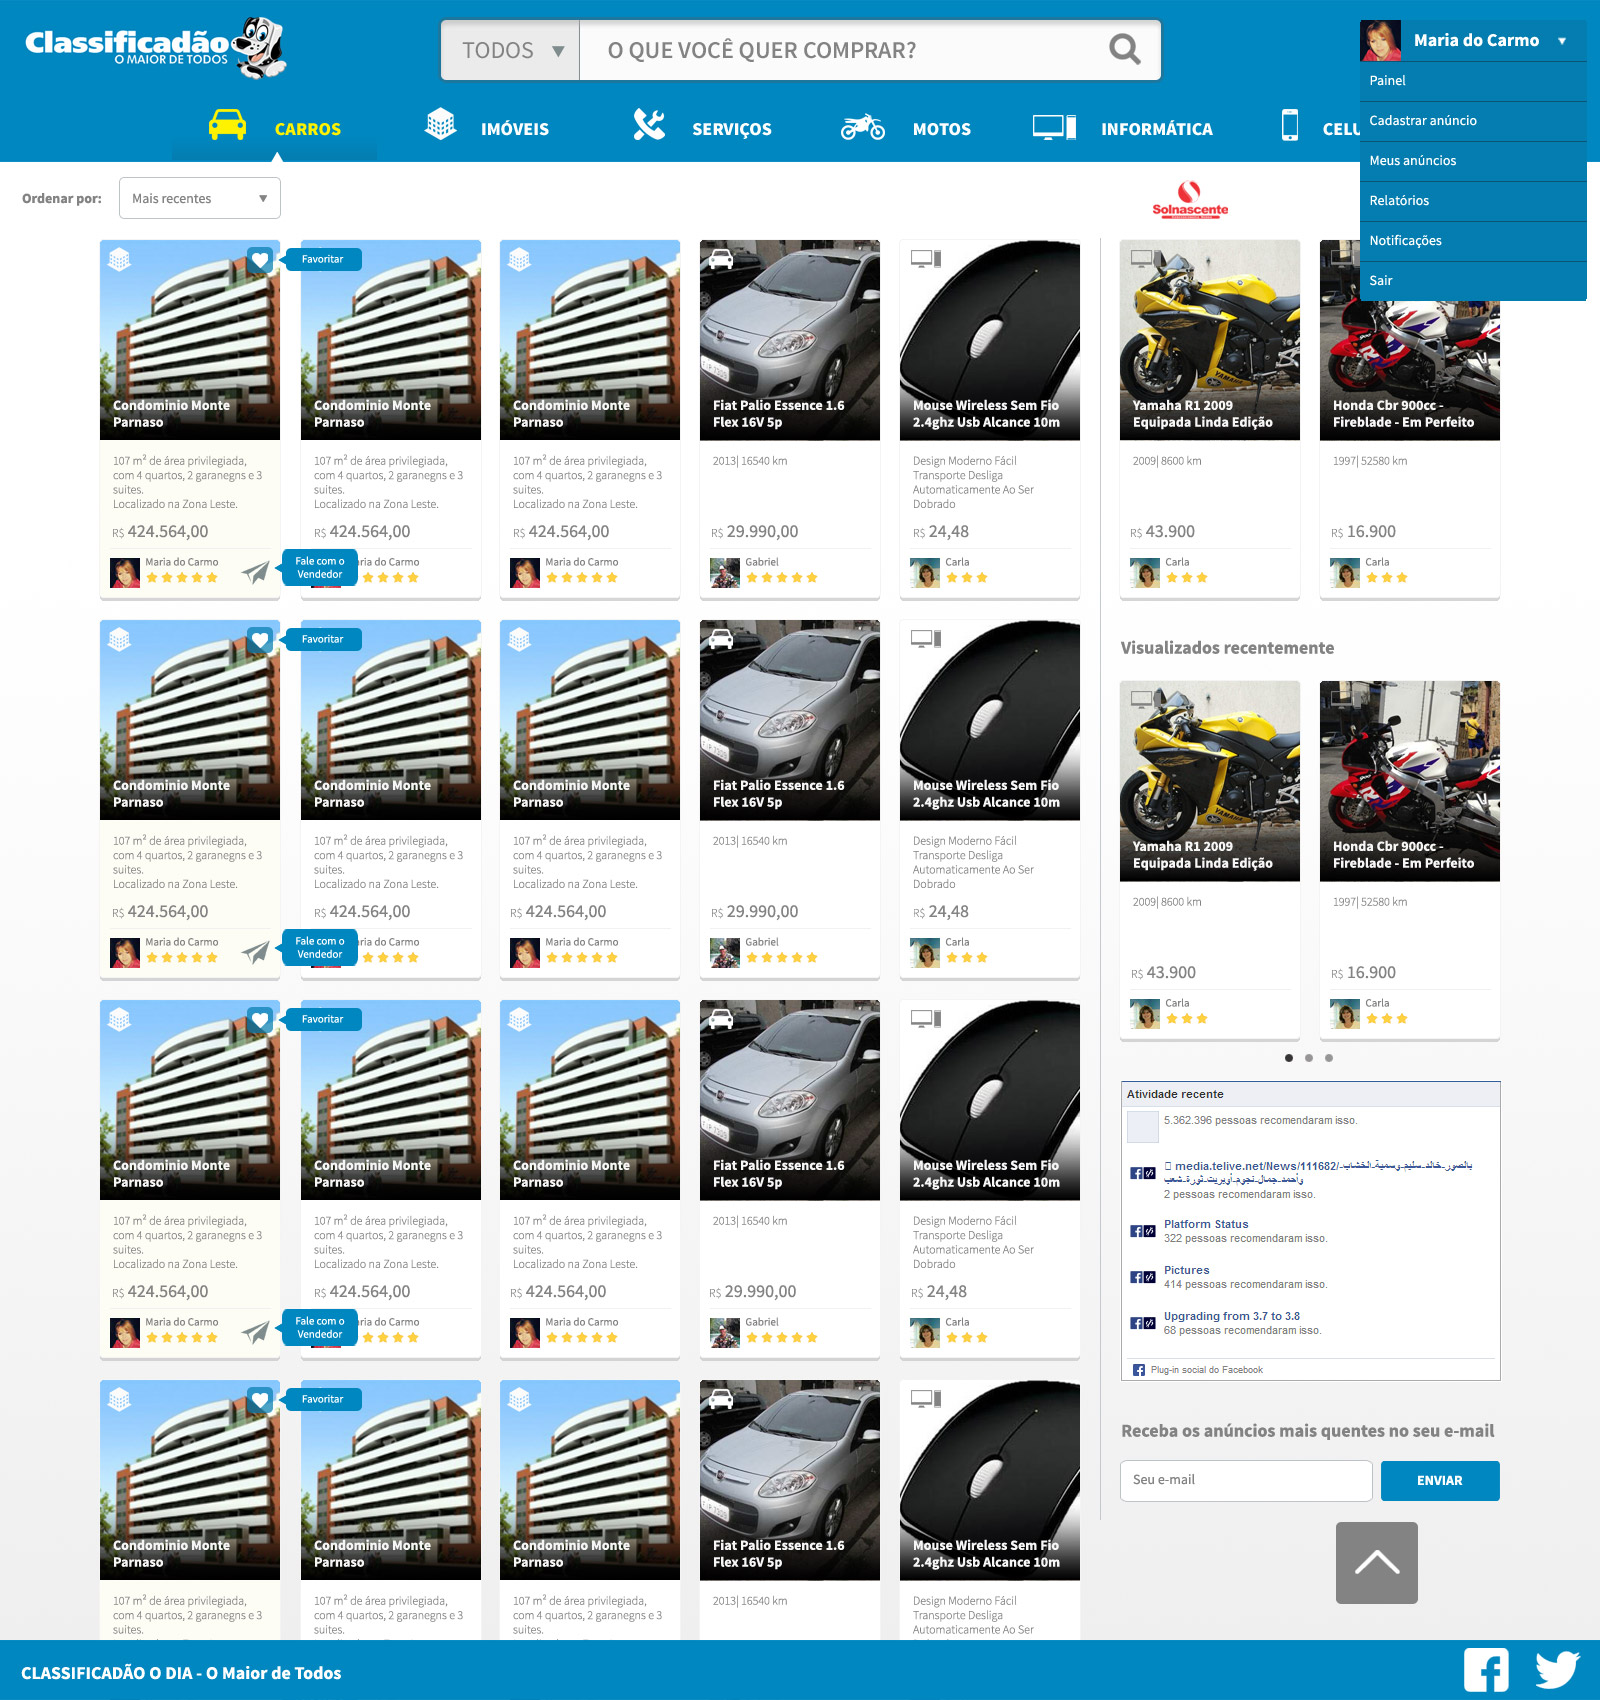 Classificadão
O MAIOR DE TODOS
TODOS
O QUE VOCÊ QUER COMPRAR?
Maria do Carmo
Painel
Cadastrar anúncio
Meus anúncios
Relatórios
Notificações
Sair
CARROS
IMÓVEIS
SERVIÇOS
MOTOS
INFORMÁTICA
CELU
Ordenar por:
Mais recentes
Solnascente
Favoritar
Condominio Monte
Parnaso
107 m² de área privilegiada,
com 4 quartos, 2 garanegns e 3
suites.
Localizado na Zona Leste.
R$ 424.564,00
Maria do Carmo
Fale com o
Vendedor
Condominio Monte
Parnaso
107 m² de área privilegiada,
com 4 quartos, 2 garanegns e 3
suites.
Localizado na Zona Leste.
R$ 424.564,00
ria do Carmo
Condominio Monte
Parnaso
107 m² de área privilegiada,
com 4 quartos, 2 garanegns e 3
suites.
Localizado na Zona Leste.
R$ 424.564,00
Maria do Carmo
Fiat Palio Essence 1.6
Flex 16V 5p
2013| 16540 km
R$ 29.990,00
Gabriel
Mouse Wireless Sem Fio
2.4ghz Usb Alcance 10m
Design Moderno Fácil
Transporte Desliga
Automaticamente Ao Ser
Dobrado
R$ 24,48
Carla
Yamaha R1 2009
Equipada Linda Edição
2009| 8600 km
R$ 43.900
Carla
Honda Cbr 900cc -
Fireblade - Em Perfeito
1997| 52580 km
R$ 16.900
Carla
Favoritar
Condominio Monte
Parnaso
107 m² de área privilegiada,
com 4 quartos, 2 garanegns e 3
suites.
Localizado na Zona Leste.
R$ 424.564,00
Maria do Carmo
Fale com o
Vendedor
Condominio Monte
Parnaso
107 m² de área privilegiada,
com 4 quartos, 2 garanegns e 3
suites.
Localizado na Zona Leste.
R$ 424.564,00
ria do Carmo
Condominio Monte
Parnaso
107 m² de área privilegiada,
com 4 quartos, 2 garanegns e 3
suites.
Localizado na Zona Leste.
R$ 424.564,00
Maria do Carmo
Fiat Palio Essence 1.6
Flex 16V 5p
2013| 16540 km
R$ 29.990,00
Gabriel
Mouse Wireless Sem Fio
2.4ghz Usb Alcance 10m
Design Moderno Fácil
Transporte Desliga
Automaticamente Ao Ser
Dobrado
R$ 24,48
Carla
Visualizados recentemente
Yamaha R1 2009
Equipada Linda Edição
2009| 8600 km
R$ 43.900
Carla
Honda Cbr 900cc -
Fireblade - Em Perfeito
1997| 52580 km
R$ 16.900
Carla
Favoritar
Condominio Monte
Parnaso
107 m² de área privilegiada,
com 4 quartos, 2 garanegns e 3
suites.
Localizado na Zona Leste.
R$ 424.564,00
Maria do Carmo
Fale com o
Vendedor
Condominio Monte
Parnaso
107 m² de área privilegiada,
com 4 quartos, 2 garanegns e 3
suites.
Localizado na Zona Leste.
R$ 424.564,00
ria do Carmo
Condominio Monte
Parnaso
107 m² de área privilegiada,
com 4 quartos, 2 garanegns e 3
suites.
Localizado na Zona Leste.
R$ 424.564,00
Maria do Carmo
Fiat Palio Essence 1.6
Flex 16V 5p
2013| 16540 km
R$ 29.990,00
Gabriel
Mouse Wireless Sem Fio
2.4ghz Usb Alcance 10m
Design Moderno Fácil
Transporte Desliga
Automaticamente Ao Ser
Dobrado
R$ 24,48
Carla
Atividade recente
5.362.396 pessoas recomendaram isso.
media.telive.net/News/111682/بالصور-خالد-سليم-وسمية-الخشاب-
وأحمد-جمال-نجوم-أوبريت-ثورة-شعب
2 pessoas recomendaram isso.
Platform Status
322 pessoas recomendaram isso.
Pictures
414 pessoas recomendaram isso.
Upgrading from 3.7 to 3.8
68 pessoas recomendaram isso.
Plug-in social do Facebook
Favoritar
Condominio Monte
Parnaso
107 m² de área privilegiada,
com 4 quartos, 2 garanegns e 3
suites.
Condominio Monte
Parnaso
107 m² de área privilegiada,
com 4 quartos, 2 garanegns e 3
suites.
Condominio Monte
Parnaso
107 m² de área privilegiada,
com 4 quartos, 2 garanegns e 3
suites.
Fiat Palio Essence 1.6
Flex 16V 5p
2013| 16540 km
Mouse Wireless Sem Fio
2.4ghz Usb Alcance 10m
Design Moderno Fácil
Transporte Desliga
Automaticamente Ao Ser
Receba os anúncios mais quentes no seu e-mail
Seu e-mail
ENVIAR
CLASSIFICADÃO O DIA - O Maior de Todos